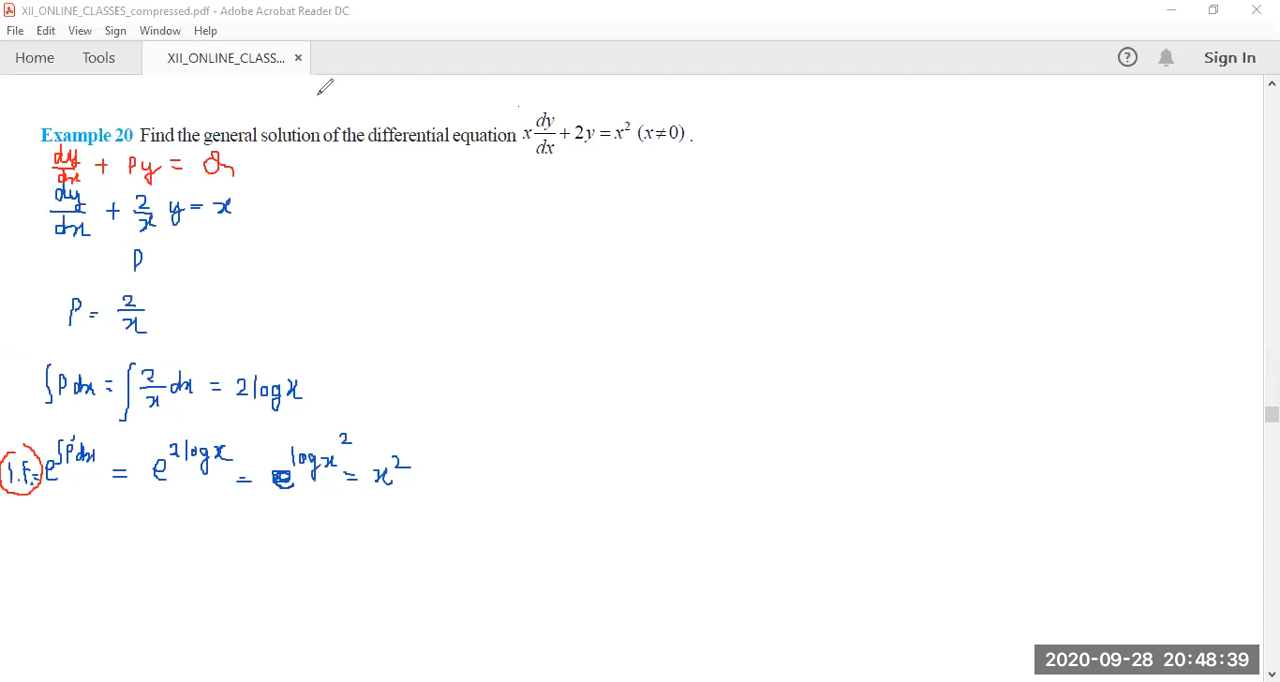 XII_ONLINE_CLASSES_compressed.pdf - Adobe Acrobat Reader DC
File Edit View Sign Window Help
Home Tools XII_ONLINE_CLASS... × ? Sign In
Example 20 Find the general solution of the differential equation x dy/dx + 2y = x² (x≠0) .
dy/dx + Py =
dy/dx + 2/x y = x
P
P = 2/x
∫P dx = ∫ 2/x dx = 2 log x
I.F. = e^∫P dx = e^2 log x = e^log x² = x²
2020-09-28 20:48:39